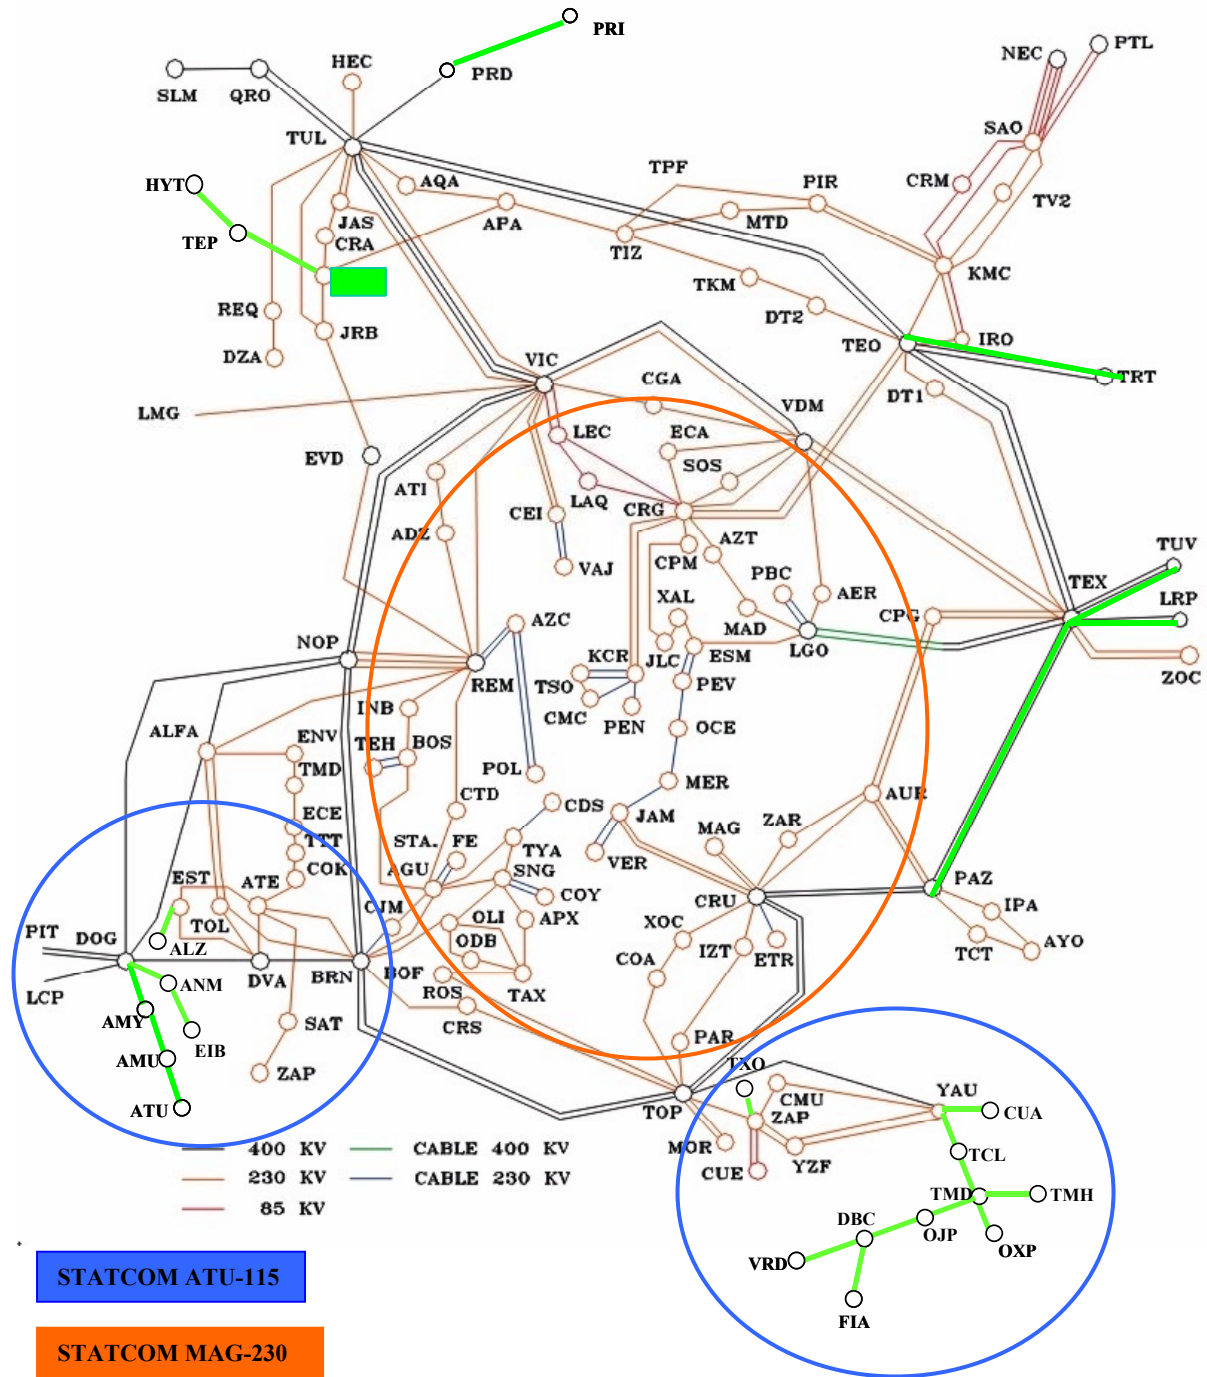 PRI
PRD
HEC
NEC
PTL
SLM
QRO
TUL
SAO
TPF
HYT
AQA
PIR
CRM
TV2
JAS
MTD
TEP
CRA
APA
TIZ
KMC
TKM
REQ
JRB
DT2
TEO
IRO
DZA
VIC
CGA
TRT
VDM
DT1
LMG
LEC
ECA
EVD
SOS
ATI
LAQ
CEI
CRG
ADZ
AZT
TUV
CPM
VAJ
PBC
TEX
AER
LRP
XAL
CPG
AZC
MAD
NOP
JLC
ESM
LGO
KCR
REM
TSO
PEV
ZOC
INB
CMC
PEN
ALFA
ENV
TEH
BOS
OCE
TMD
POL
MER
AUR
CTD
CDS
ECE
JAM
MAG
ZAR
TTT
STA.
FE
TYA
VER
COK
AGU
SNG
EST
ATE
COY
CRU
PAZ
CJM
IPA
TOL
OLI
APX
XOC
PIT
DOG
ALZ
ODB
IZT
TCT
AYO
COA
ETR
DVA
BRN
BOF
ROS
TAX
LCP
ANM
AMY
SAT
CRS
PAR
EIB
AMU
ZAP
TXO
ATU
TOP
CMU
YAU
CUA
ZAP
400 KV
CABLE 400 KV
MOR
YZF
TCL
230 KV
CABLE 230 KV
CUE
TMD
TMH
85 KV
DBC
OJP
OXP
VRD
FIA
STATCOM ATU-115
STATCOM MAG-230